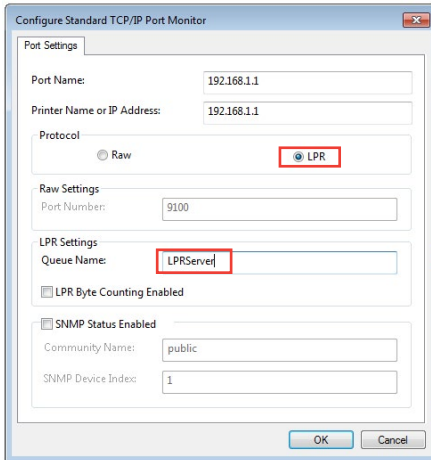 Configure Standard TCP/IP Port Monitor
Port Settings
Port Name: 192.168.1.1
Printer Name or IP Address: 192.168.1.1
Protocol
Raw LPR
Raw Settings
Port Number: 9100
LPR Settings
Queue Name: LPRServer
LPR Byte Counting Enabled
SNMP Status Enabled
Community Name: public
SNMP Device Index: 1
OK Cancel